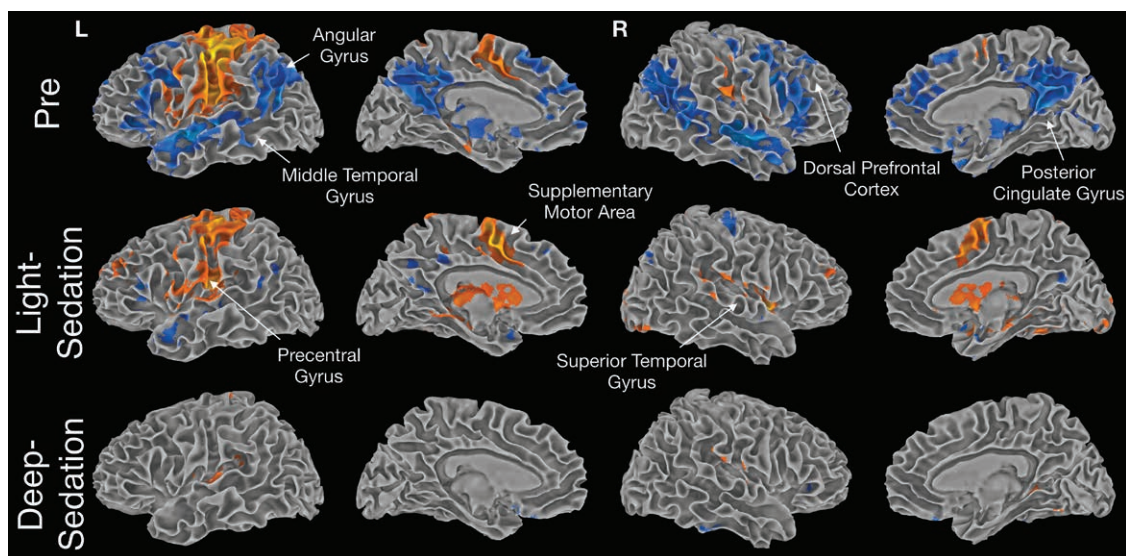 L
R
Angular
Gyrus
Pre
Middle Temporal
Gyrus
Dorsal Prefrontal
Cortex
Posterior
Cingulate Gyrus
Supplementary
Motor Area
Light-
Sedation
Precentral
Gyrus
Superior Temporal
Gyrus
Deep-
Sedation